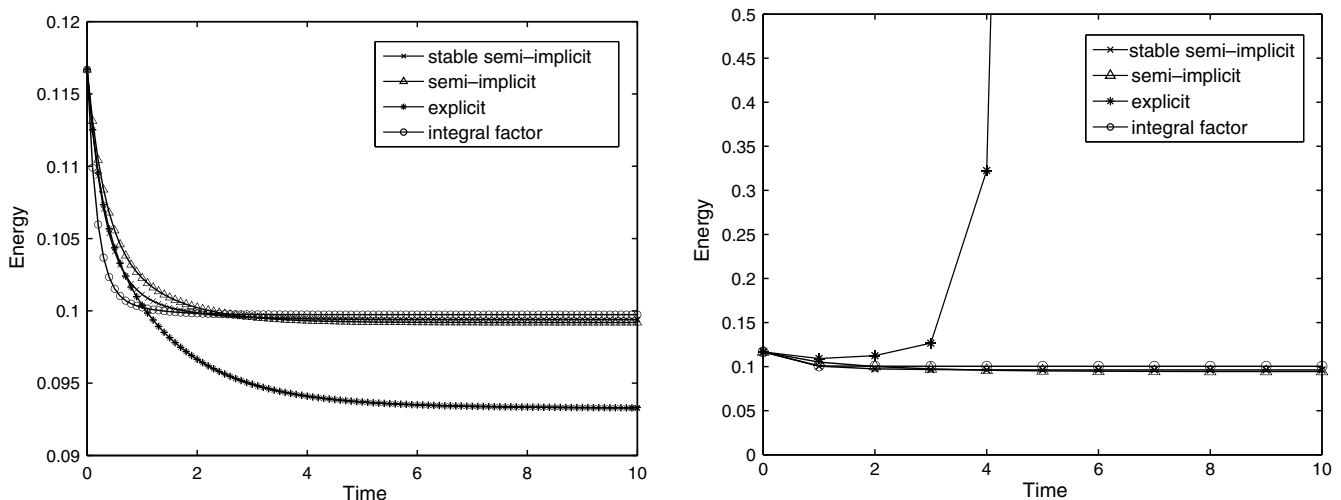 0.12
0.115
0.11
0.105
0.1
0.095
0.09
Energy
0
2
4
6
8
10
Time
stable semi−implicit
semi−implicit
explicit
integral factor
0.5
0.45
0.4
0.35
0.3
0.25
0.2
0.15
0.1
0.05
0
Energy
0
2
4
6
8
10
Time
stable semi−implicit
semi−implicit
explicit
integral factor